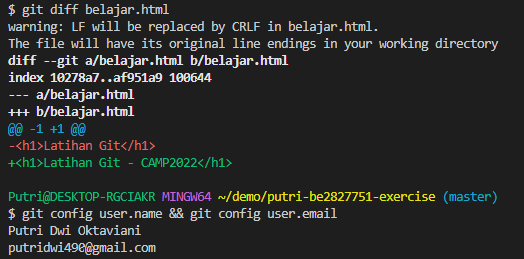 $ git diff belajar.html
warning: LF will be replaced by CRLF in belajar.html.
The file will have its original line endings in your working directory
diff --git a/belajar.html b/belajar.html
index 10278a7..af951a9 100644
--- a/belajar.html
+++ b/belajar.html
@@ -1 +1 @@
-<h1>Latihan Git</h1>
+<h1>Latihan Git - CAMP2022</h1>
Putri@DESKTOP-RGCIAKR MINGW64 ~/demo/putri-be2827751-exercise (master)
$ git config user.name && git config user.email
Putri Dwi Oktaviani
putridwi490@gmail.com